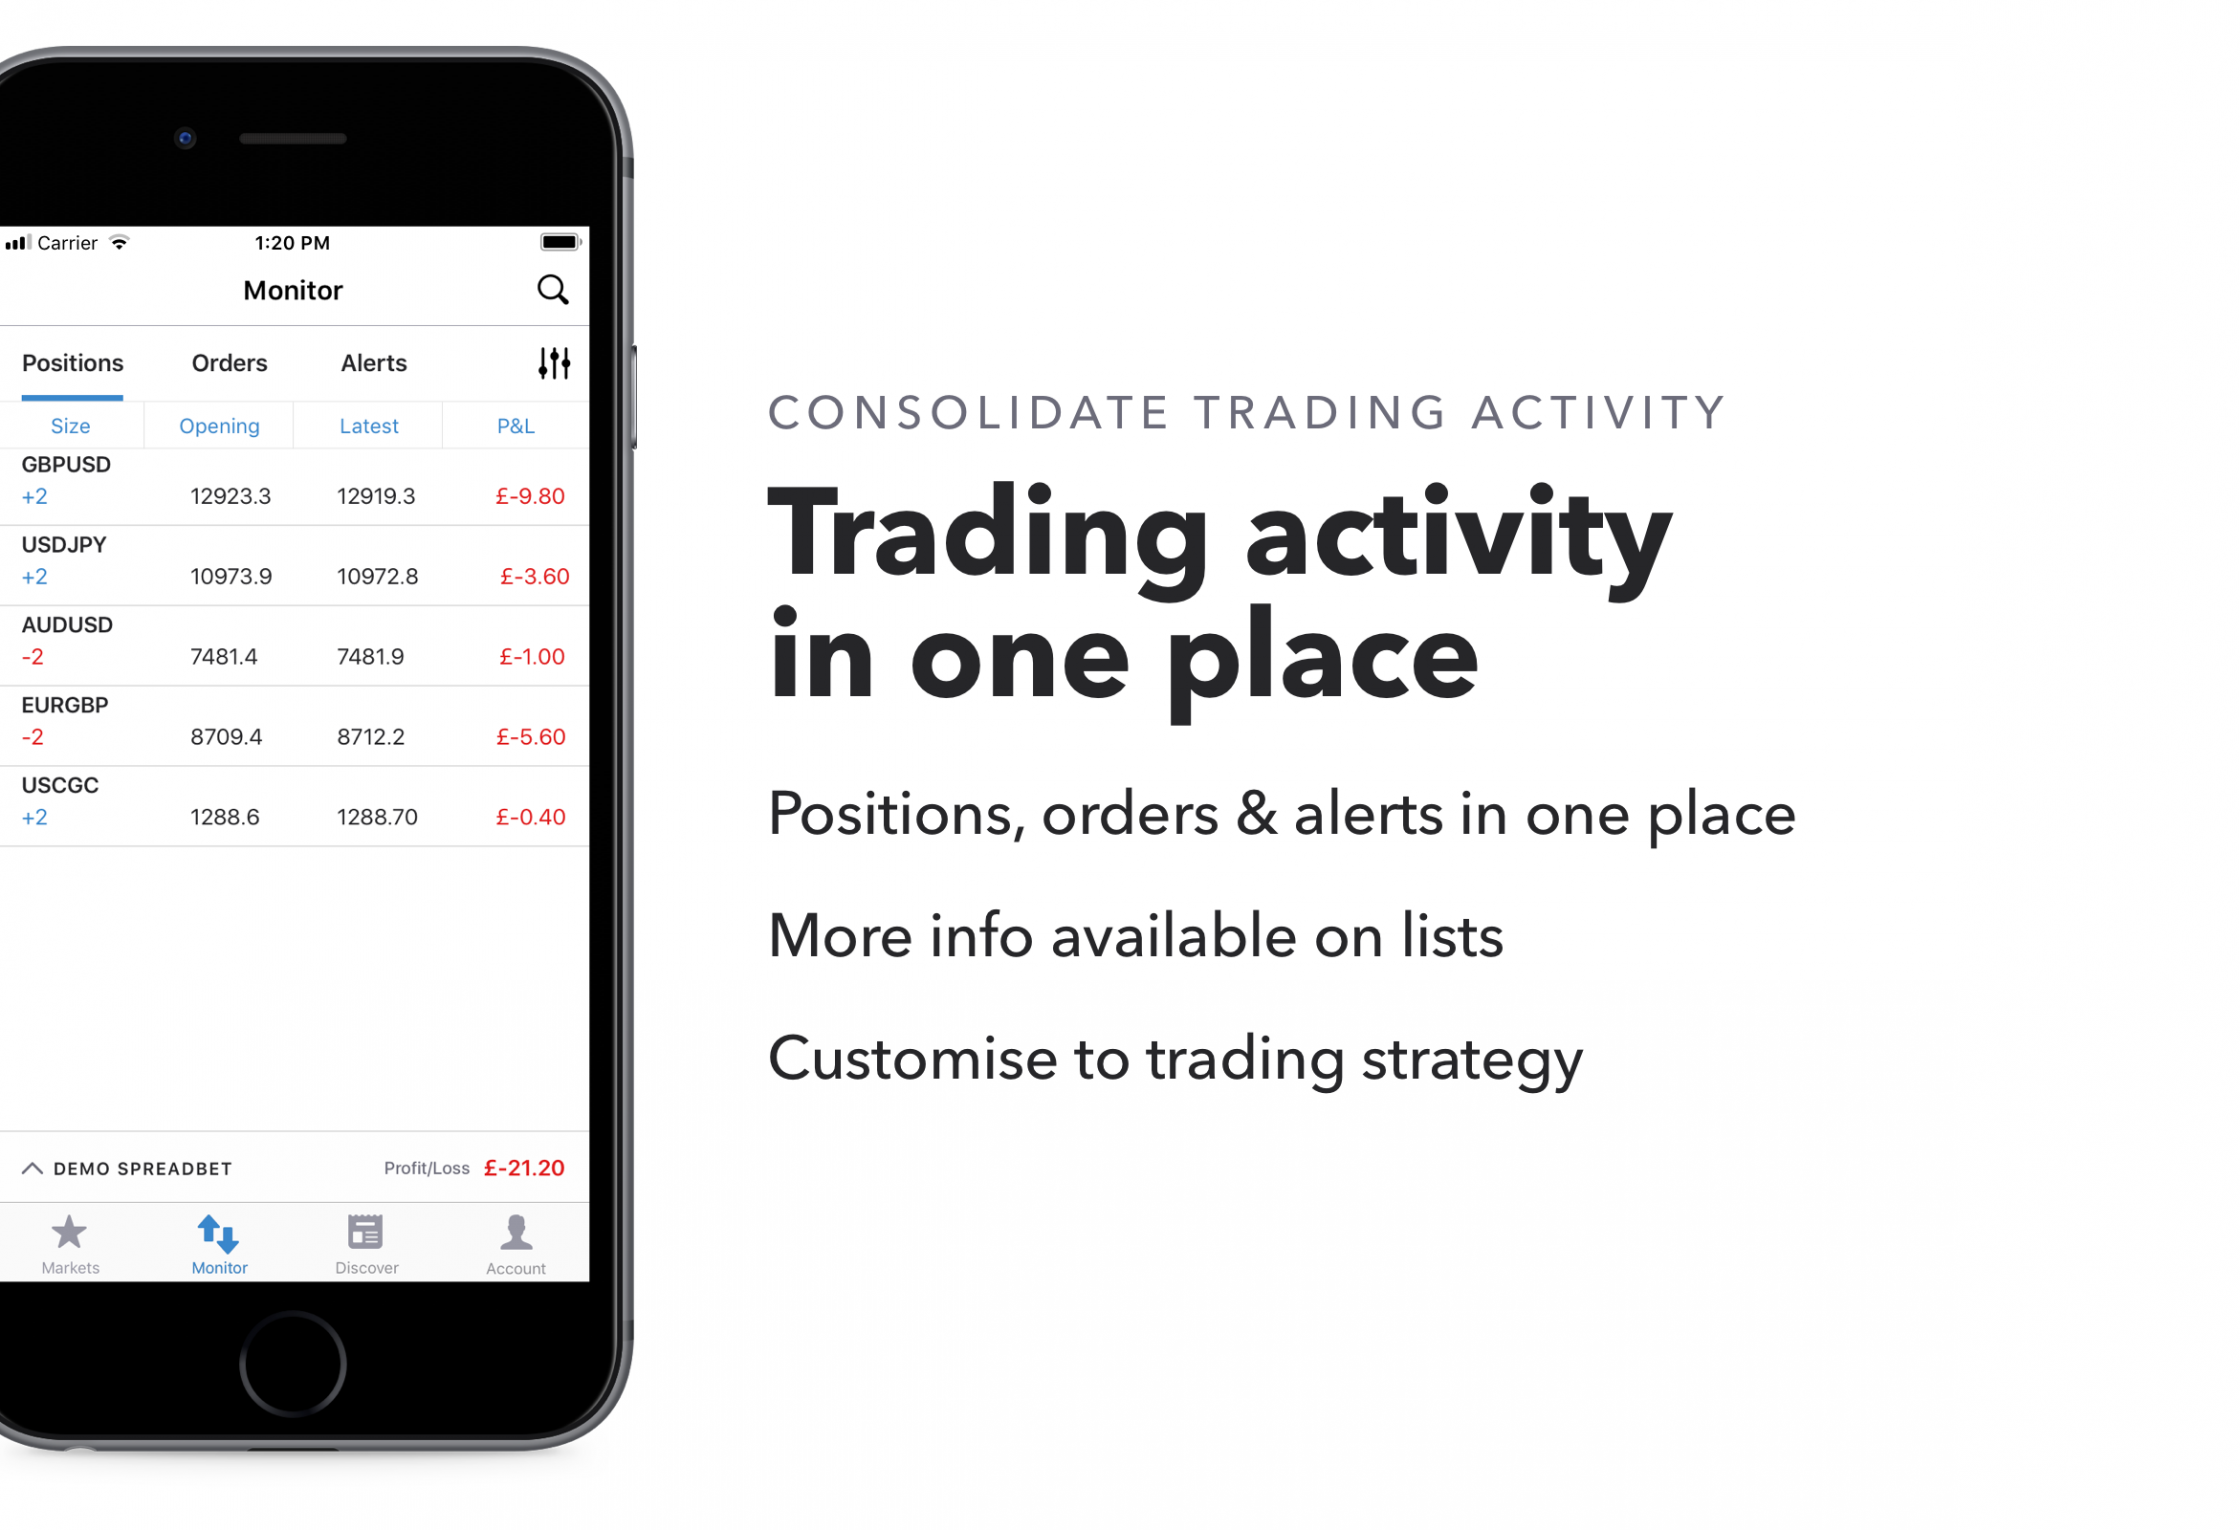 Carrier 1:20 PM
Monitor
Positions Orders Alerts
Size Opening Latest P&L
GBPUSD
+2 12923.3 12919.3 £-9.80
USDJPY
+2 10973.9 10972.8 £-3.60
AUDUSD
-2 7481.4 7481.9 £-1.00
EURGBP
-2 8709.4 8712.2 £-5.60
USCGC
+2 1288.6 1288.70 £-0.40
DEMO SPREADBET Profit/Loss £-21.20
Markets Monitor Discover Account
CONSOLIDATE TRADING ACTIVITY
Trading activity
in one place
Positions, orders & alerts in one place
More info available on lists
Customise to trading strategy